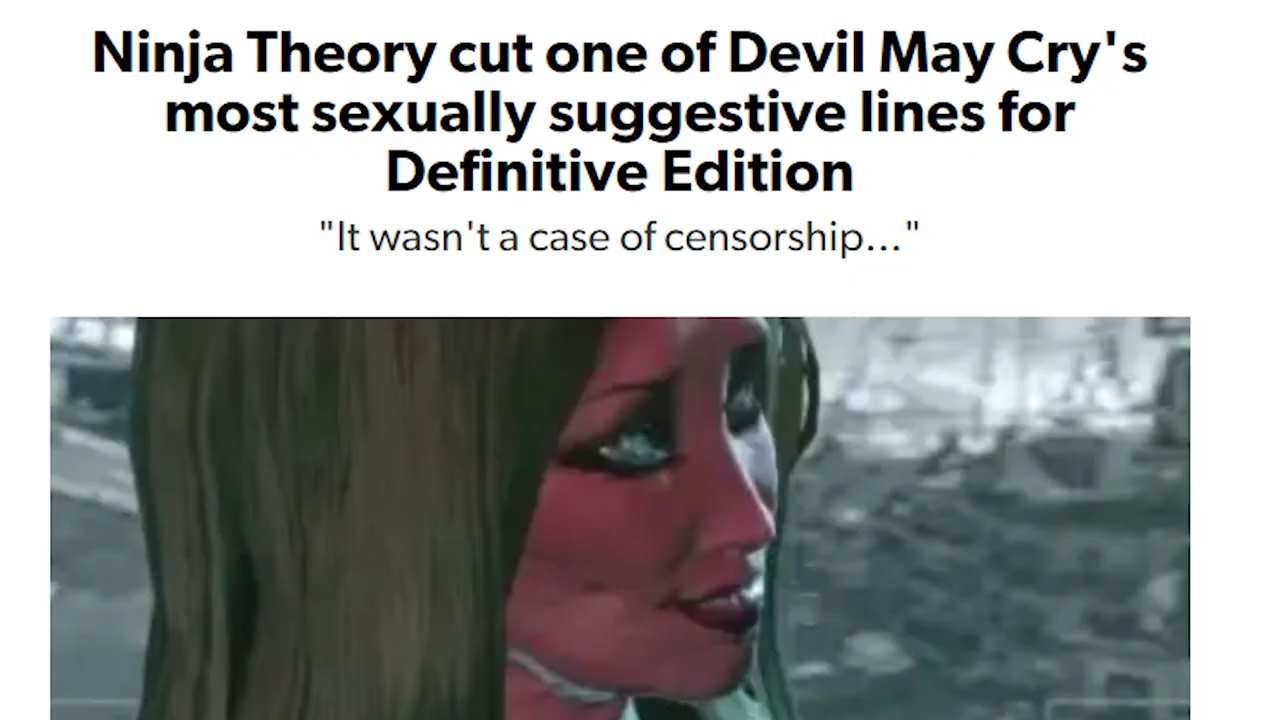 Ninja Theory cut one of Devil May Cry's
most sexually suggestive lines for
Definitive Edition
"It wasn't a case of censorship..."